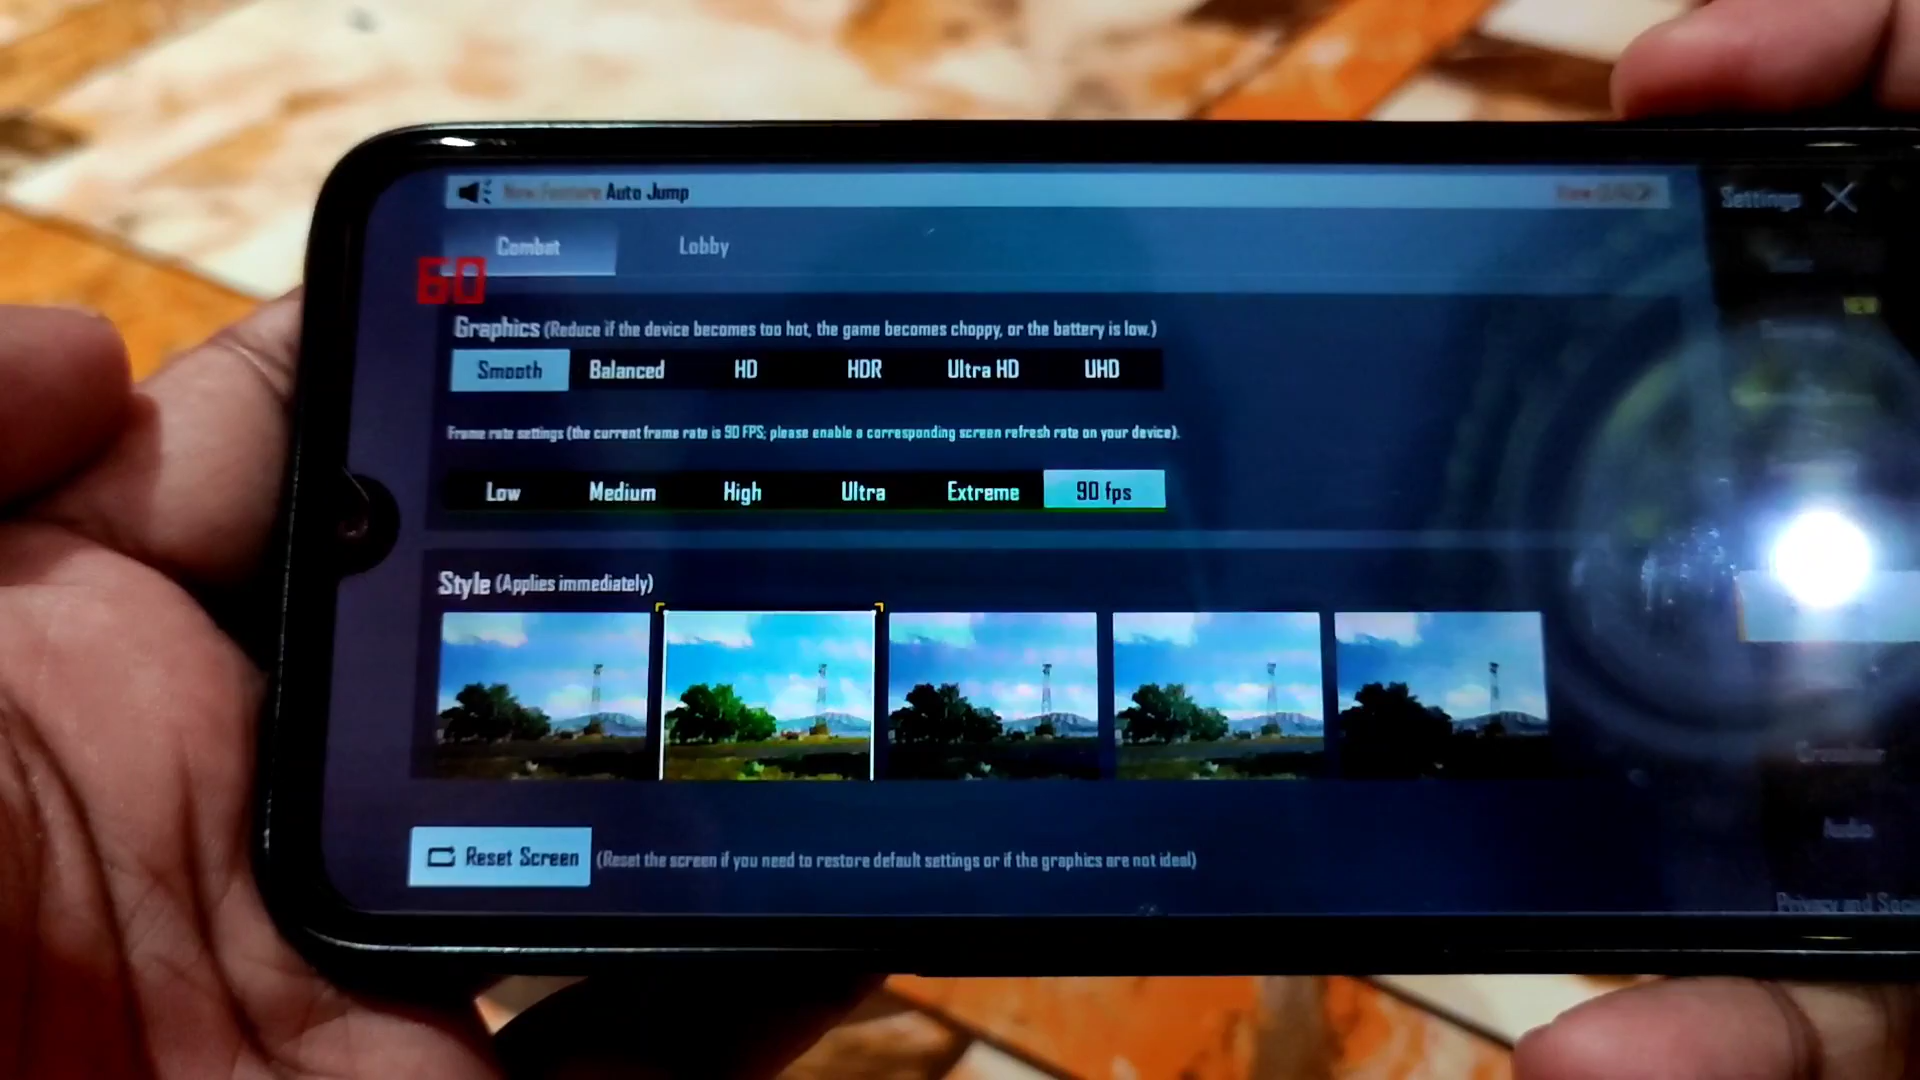 New Feature Auto Jump
Settings
Combat Lobby
60
NEW
Graphics (Reduce if the device becomes too hot, the game becomes choppy, or the battery is low.)
Smooth Balanced HD HDR Ultra HD UHD
Frame rate settings (the current frame rate is 90 FPS; please enable a corresponding screen refresh rate on your device).
Low Medium High Ultra Extreme 90 fps
Style (Applies immediately)
Audio
Reset Screen (Reset the screen if you need to restore default settings or if the graphics are not ideal)
Privacy and